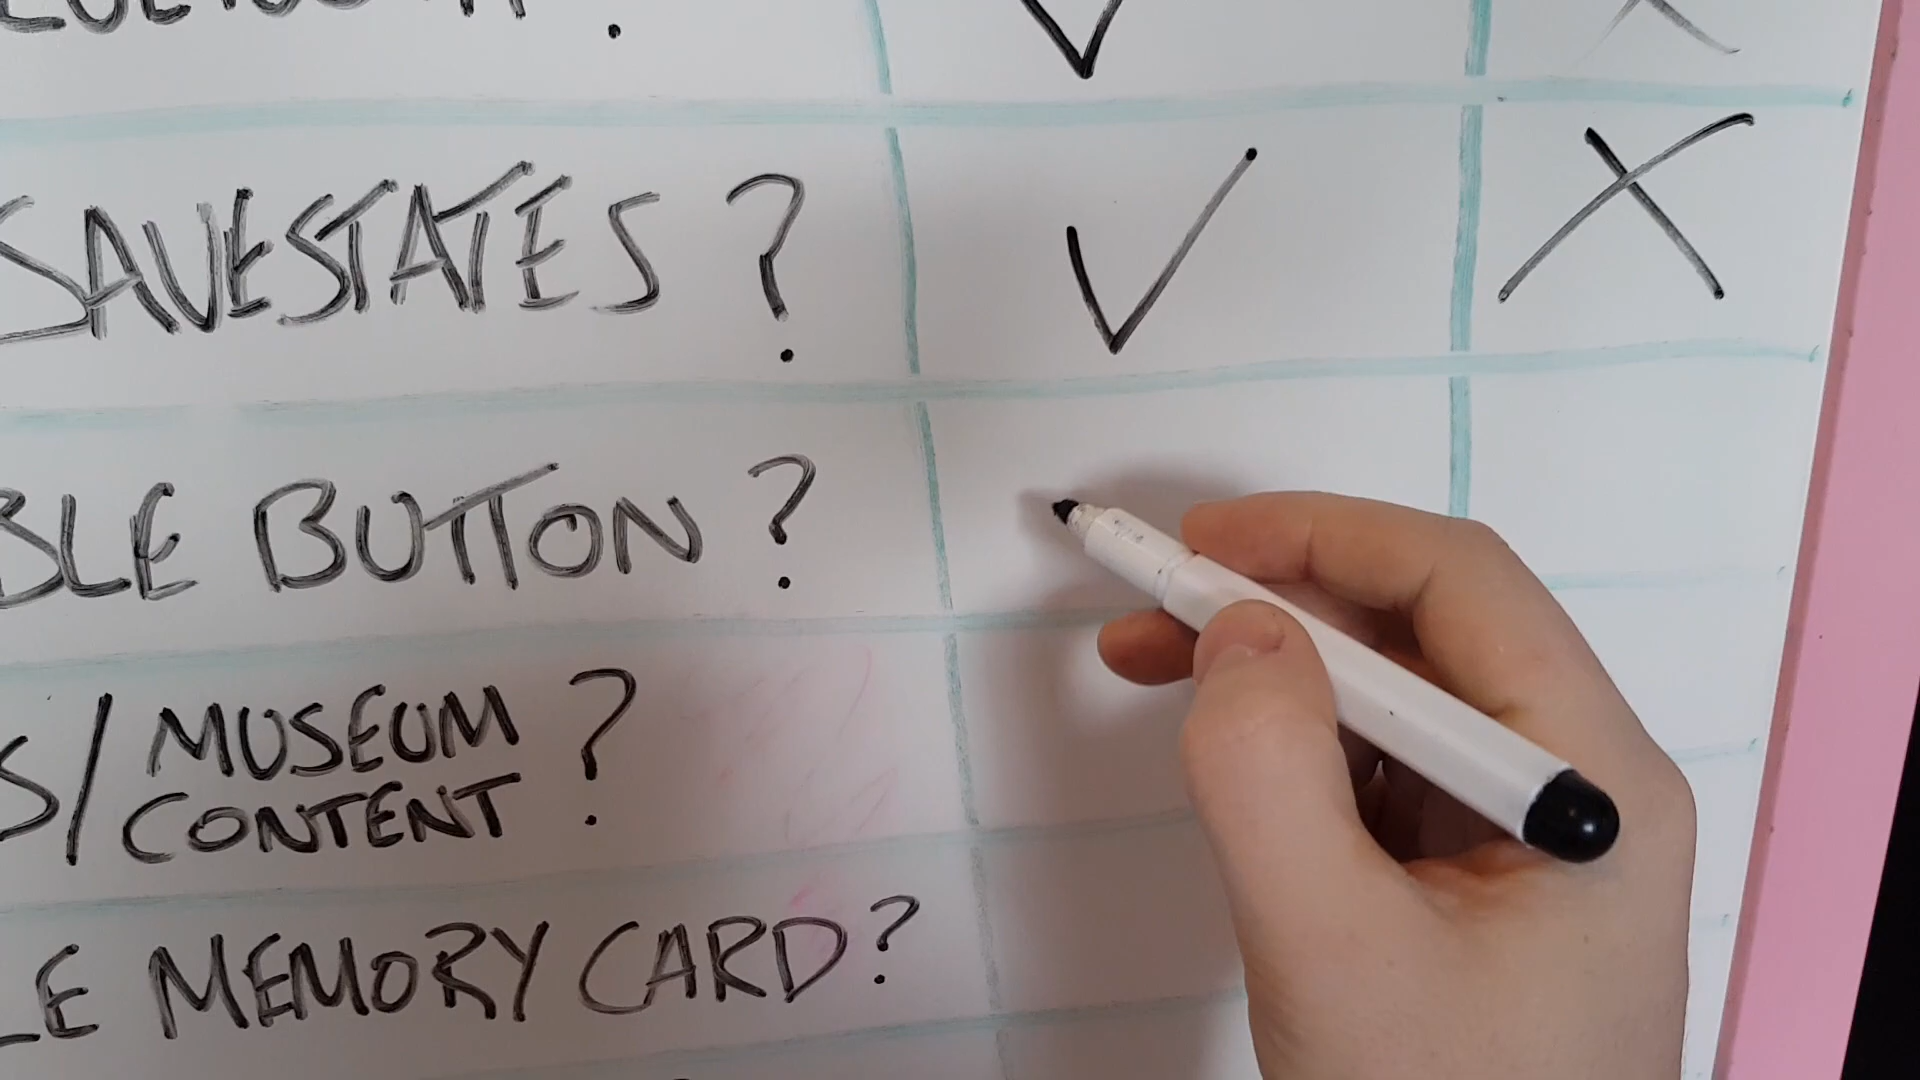 SAVESTATES?
BLE BUTTON?
S/MUSEUM
CONTENT?
LE MEMORY CARD?